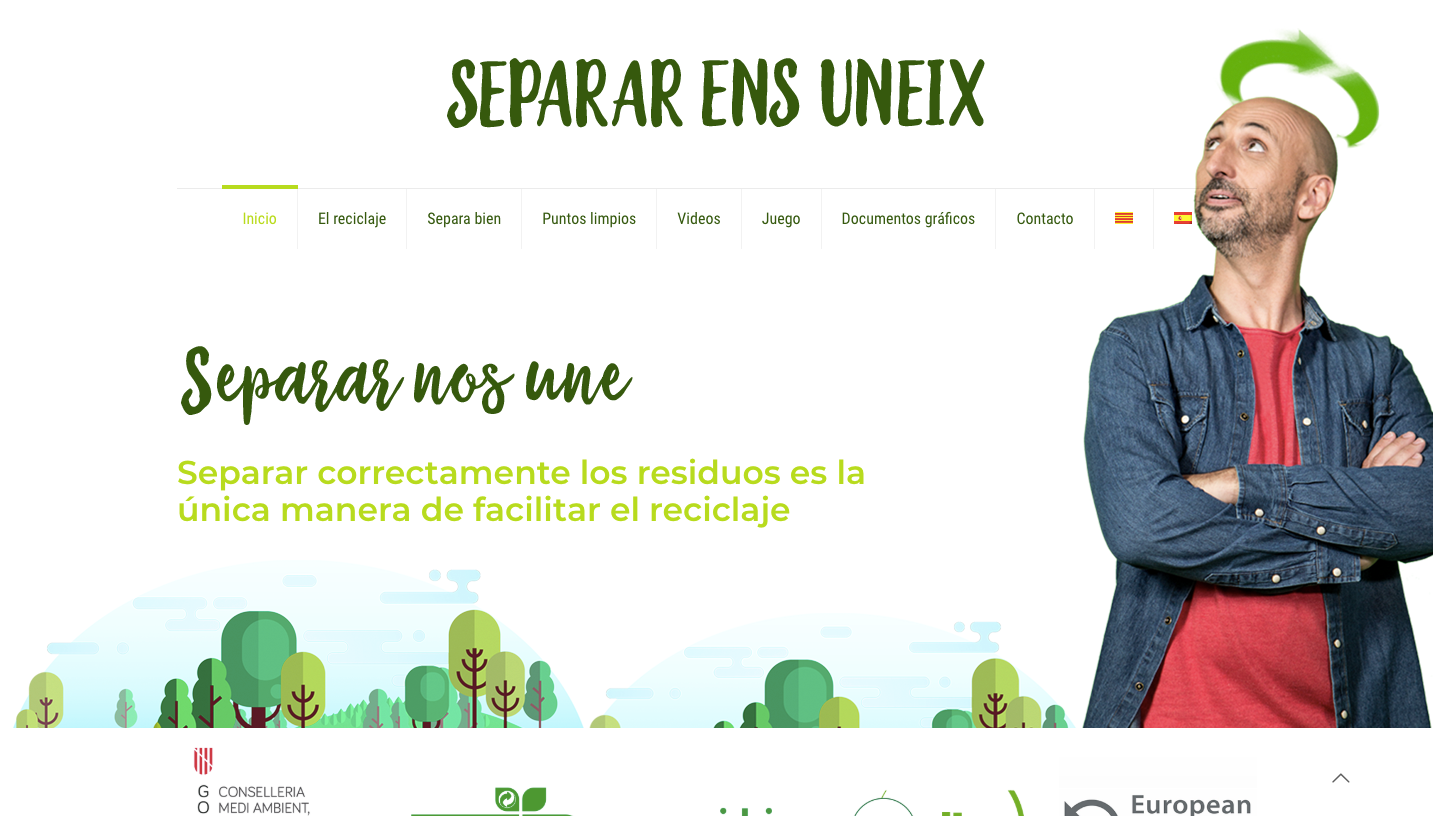 SEPARAR ENS UNEIX
Inicio
El reciclaje
Separa bien
Puntos limpios
Videos
Juego
Documentos gráficos
Contacto
Separar nos une
Separar correctamente los residuos es la
única manera de facilitar el reciclaje
G CONSELLERIA
O MEDI AMBIENT,
European